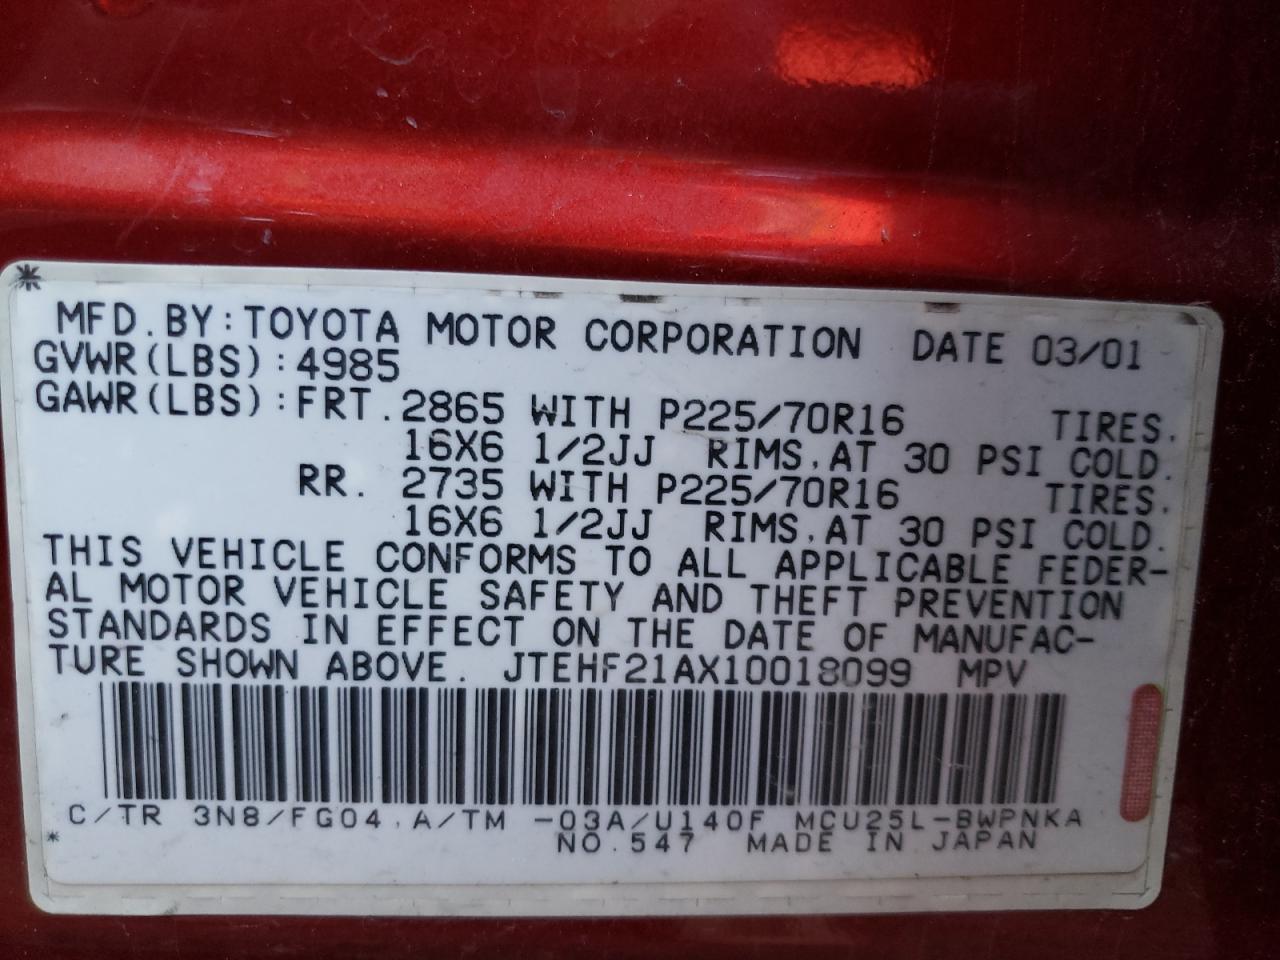 MFD. BY: TOYOTA MOTOR CORPORATION DATE 03/01
GVWR(LBS): 4985
GAWR(LBS): FRT. 2865 WITH P225/70R16 TIRES.
16X6 1/2JJ RIMS, AT 30 PSI COLD.
RR. 2735 WITH P225/70R16 TIRES.
16X6 1/2JJ RIMS, AT 30 PSI COLD.
THIS VEHICLE CONFORMS TO ALL APPLICABLE FEDER-
AL MOTOR VEHICLE SAFETY AND THEFT PREVENTION
STANDARDS IN EFFECT ON THE DATE OF MANUFAC-
TURE SHOWN ABOVE. JTEHF21AX10018099 MPV
C/TR 3N8/FG04, A/TM -03A/U140F MCU25L-BWPNKA
NO. 547 MADE IN JAPAN